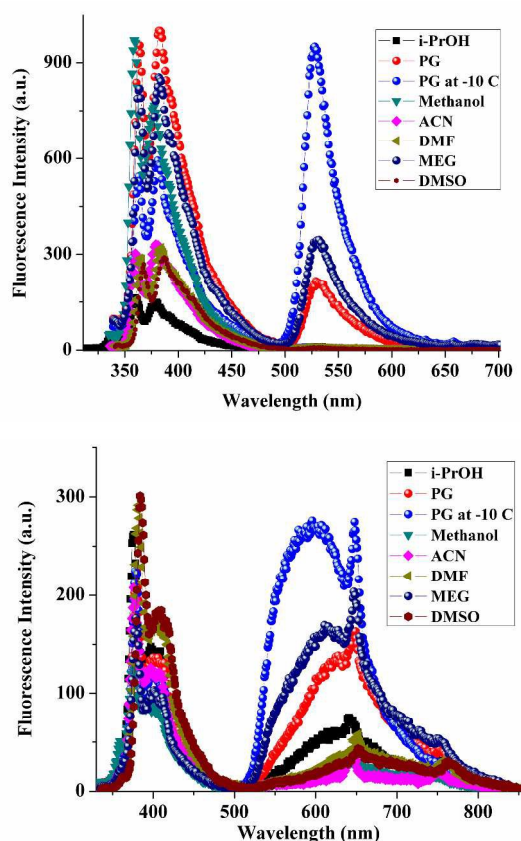 Fluorescence Intensity (a.u.)
900
600
300
0
350
400
450
500
550
600
650
700
Wavelength (nm)
i-PrOH
PG
PG at -10 C
Methanol
ACN
DMF
MEG
DMSO
Fluorescence Intensity (a.u.)
300
200
100
0
400
500
600
700
800
Wavelength (nm)
i-PrOH
PG
PG at -10 C
Methanol
ACN
DMF
MEG
DMSO